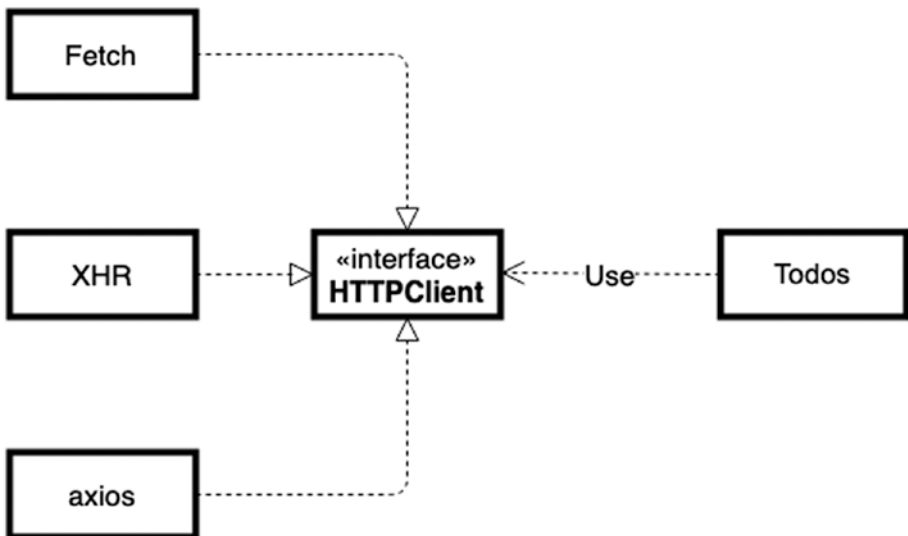 Fetch
XHR
«interface»
HTTPClient
Use
Todos
axios